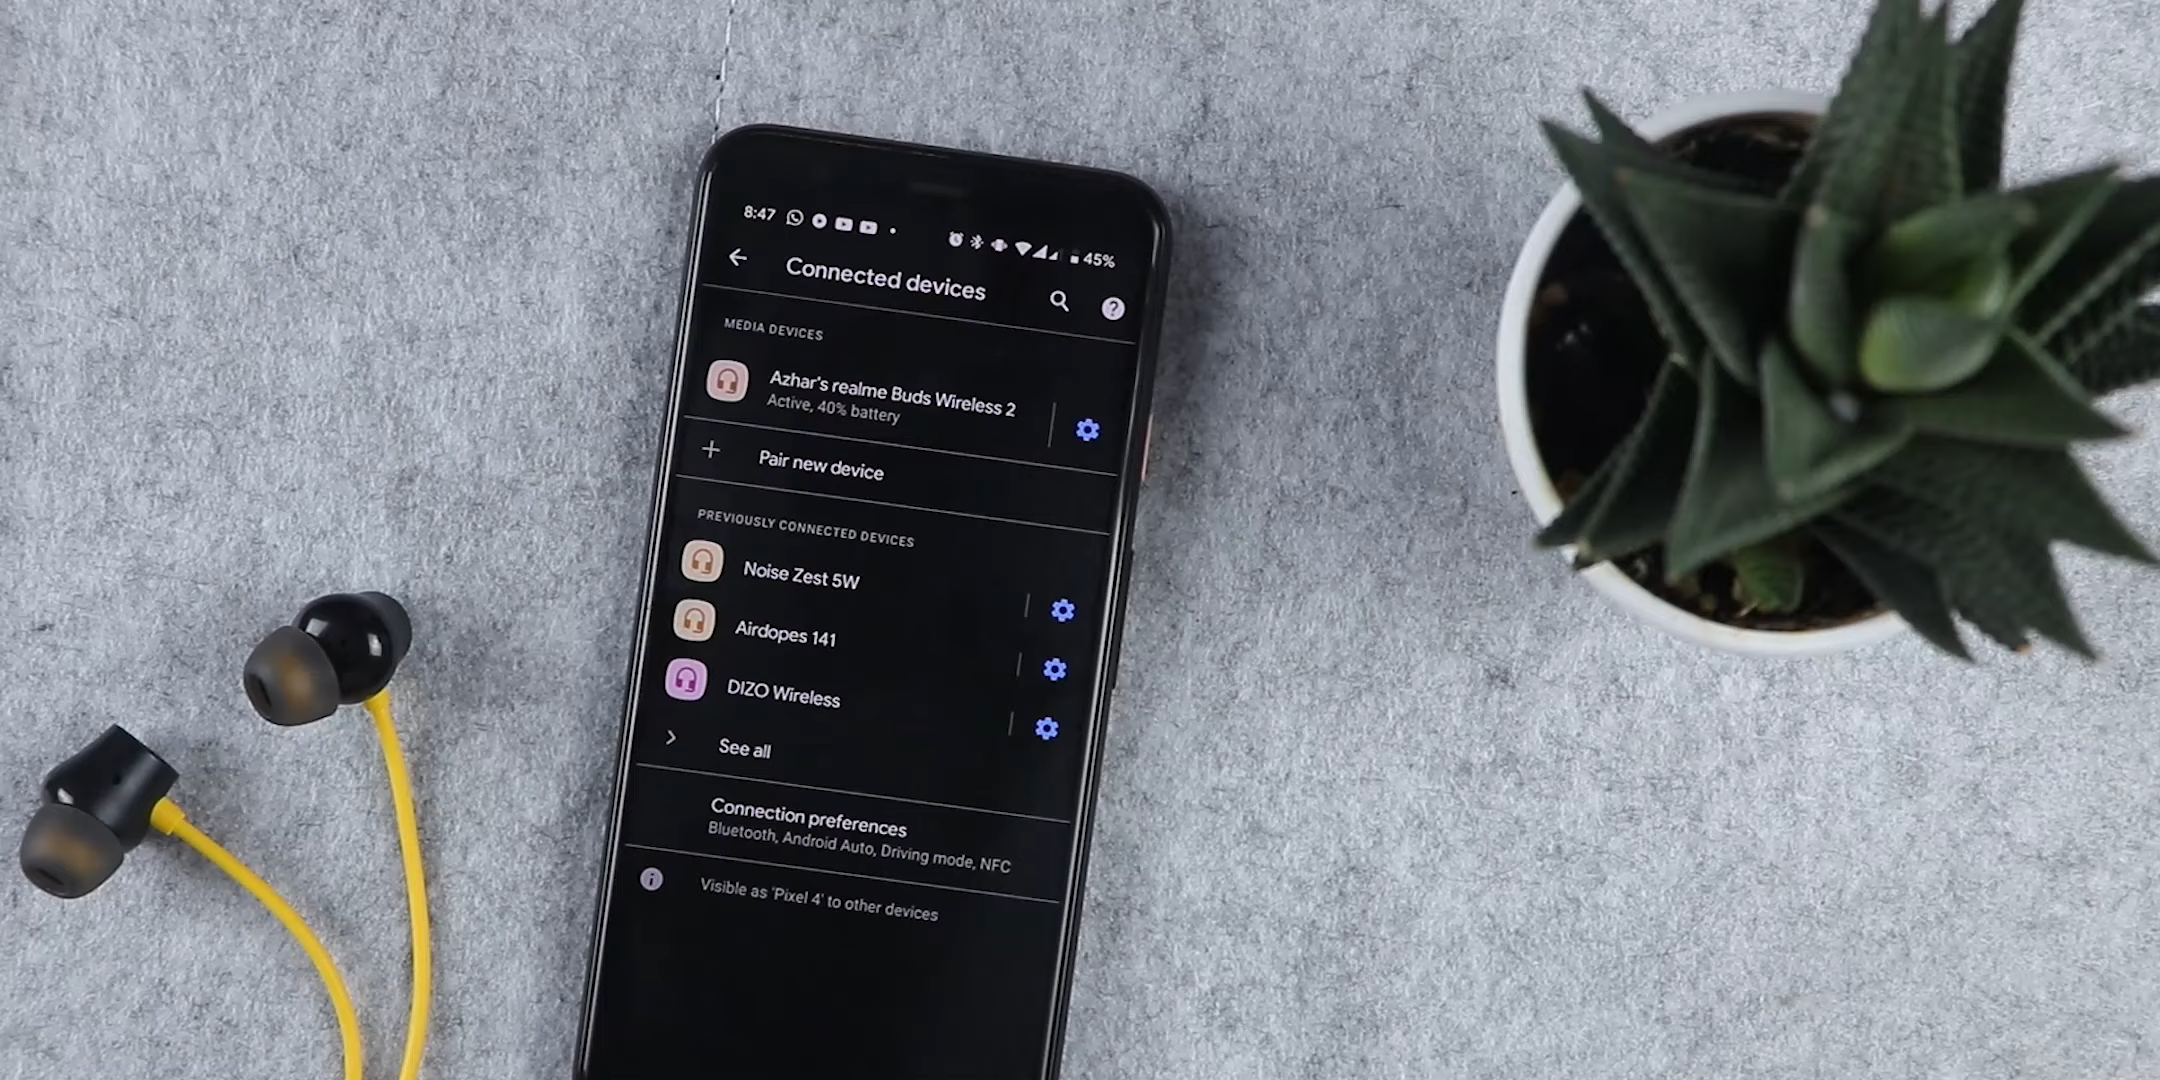 8:47 45%
Connected devices
MEDIA DEVICES
Azhar's realme Buds Wireless 2
Active, 40% battery
Pair new device
PREVIOUSLY CONNECTED DEVICES
Noise Zest 5W
Airdopes 141
DIZO Wireless
See all
Connection preferences
Bluetooth, Android Auto, Driving mode, NFC
Visible as 'Pixel 4' to other devices